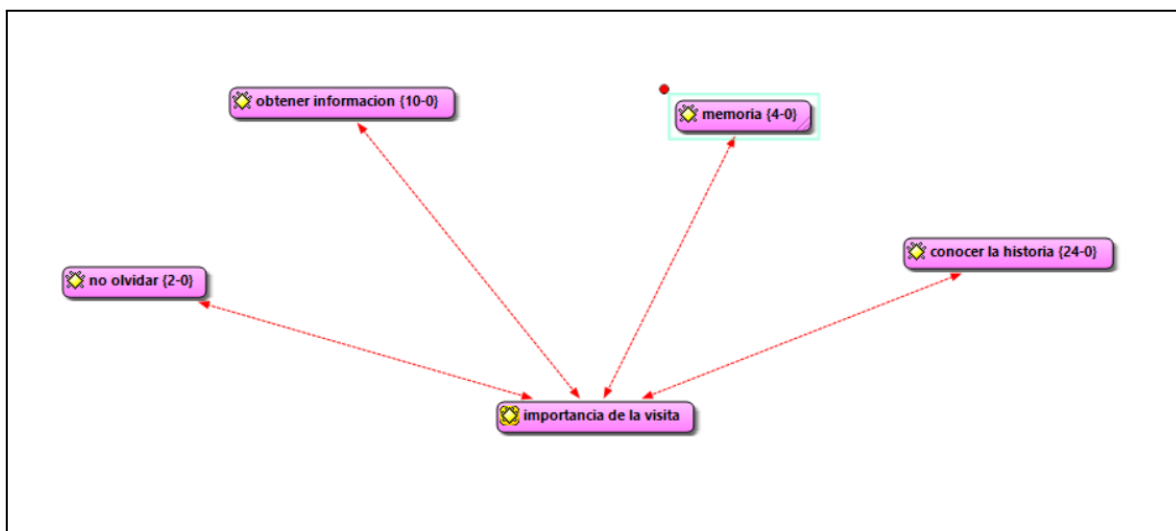 obtener informacion {10-0}
memoria {4-0}
conocer la historia {24-0}
no olvidar {2-0}
importancia de la visita